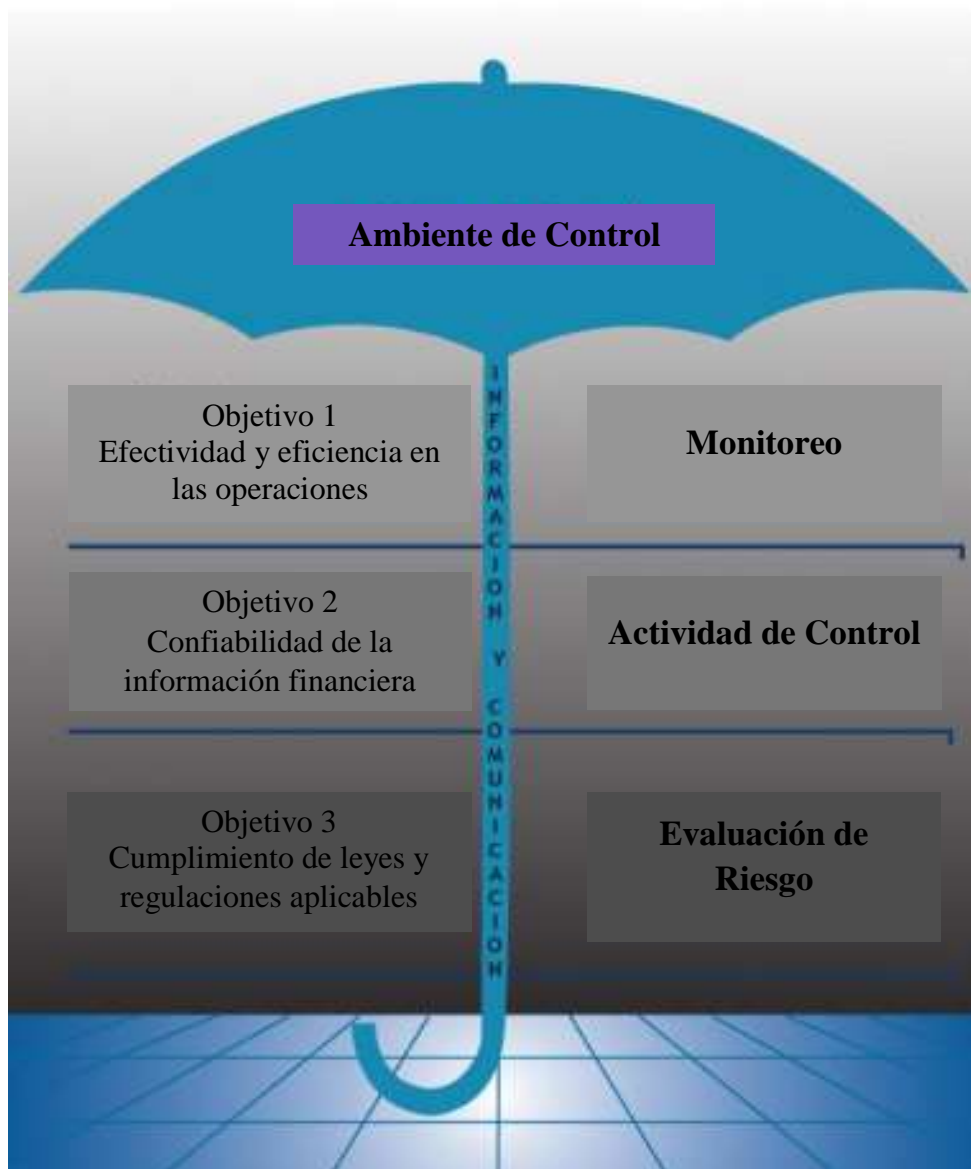 Ambiente de Control
Objetivo 1
Efectividad y eficiencia en
las operaciones
Monitoreo
Objetivo 2
Confiabilidad de la
información financiera
Actividad de Control
Objetivo 3
Cumplimiento de leyes y
regulaciones aplicables
Evaluación de
Riesgo
INFORMACION Y COMUNICACION